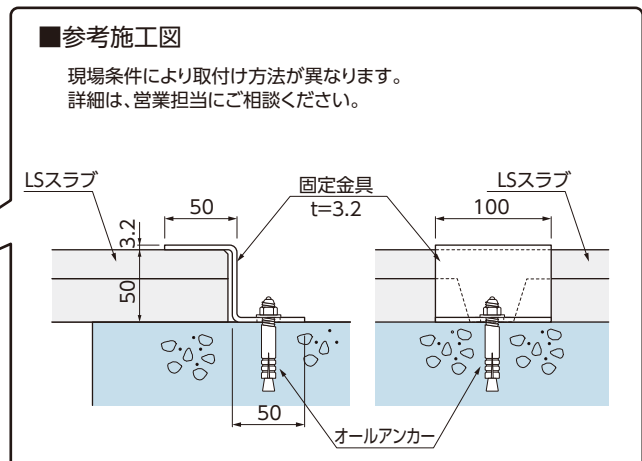 ■参考施工図
現場条件により取付け方法が異なります。
詳細は、営業担当にご相談ください。
LSスラブ
50
固定金具
t=3.2
LSスラブ
100
3.2
50
50
オールアンカー